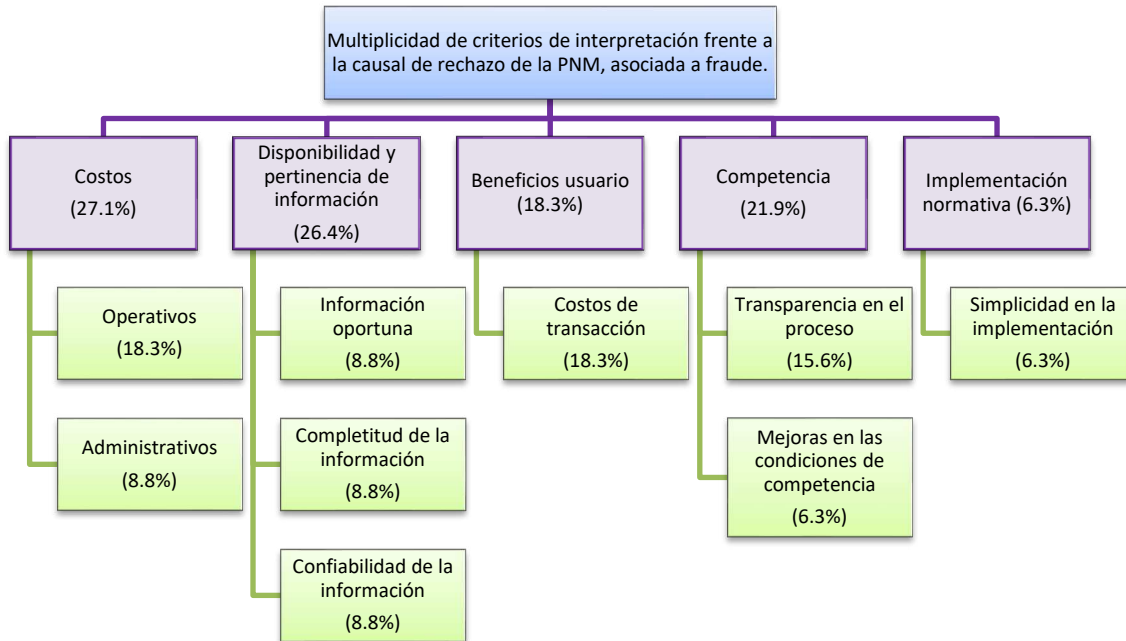 Multiplicidad de criterios de interpretación frente a
la causal de rechazo de la PNM, asociada a fraude.
Costos
(27.1%)
Disponibilidad y
pertinencia de
información
(26.4%)
Beneficios usuario
(18.3%)
Competencia
(21.9%)
Implementación
normativa (6.3%)
Operativos
(18.3%)
Información
oportuna
(8.8%)
Costos de
transacción
(18.3%)
Transparencia en el
proceso
(15.6%)
Simplicidad en la
implementación
(6.3%)
Administrativos
(8.8%)
Completitud de la
información
(8.8%)
Mejoras en las
condiciones de
competencia
(6.3%)
Confiabilidad de la
información
(8.8%)